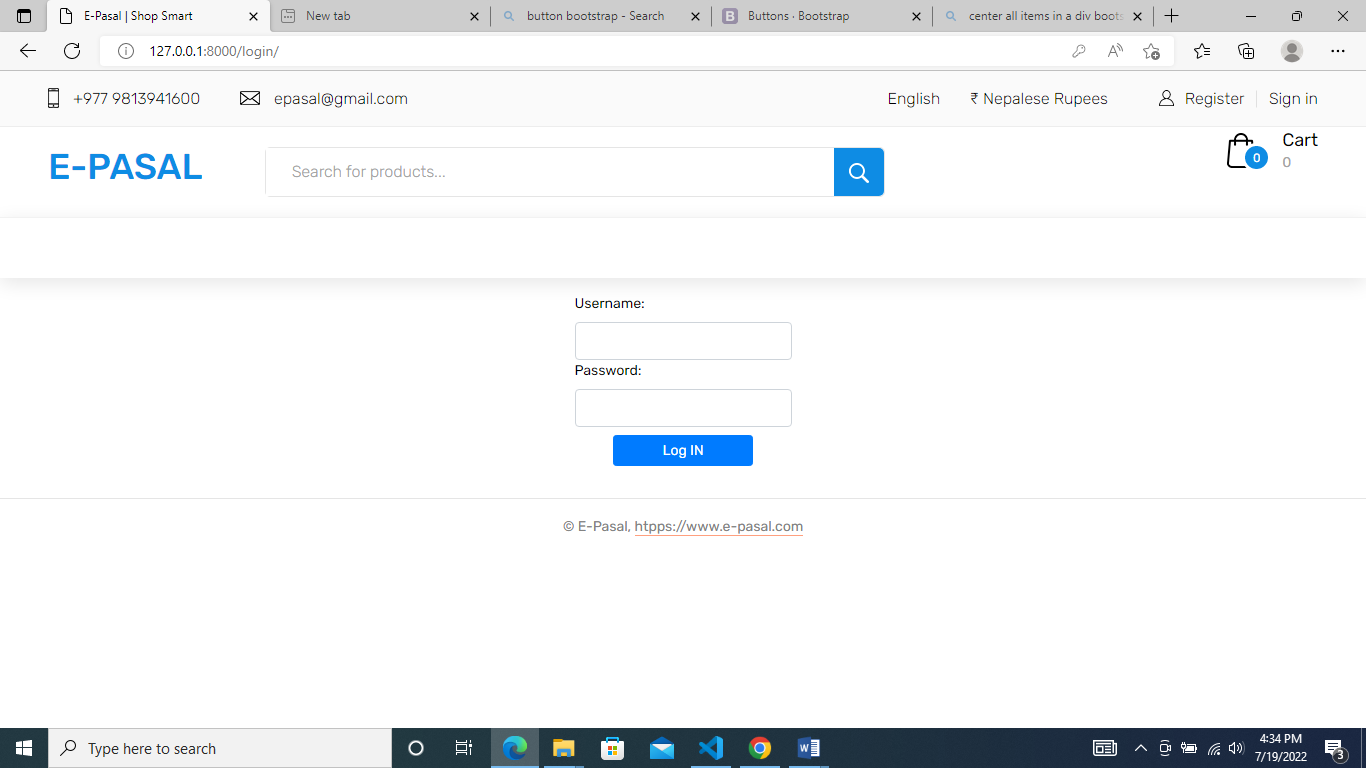 E-Pasal | Shop Smart
New tab
button bootstrap - Search
Buttons · Bootstrap
center all items in a div boots
127.0.0.1:8000/login/
+977 9813941600
epasal@gmail.com
English
₹ Nepalese Rupees
Register
Sign in
E-PASAL
Search for products...
0
Cart
0
Username:
Password:
Log IN
© E-Pasal, htpps://www.e-pasal.com
Type here to search
4:34 PM
7/19/2022
3